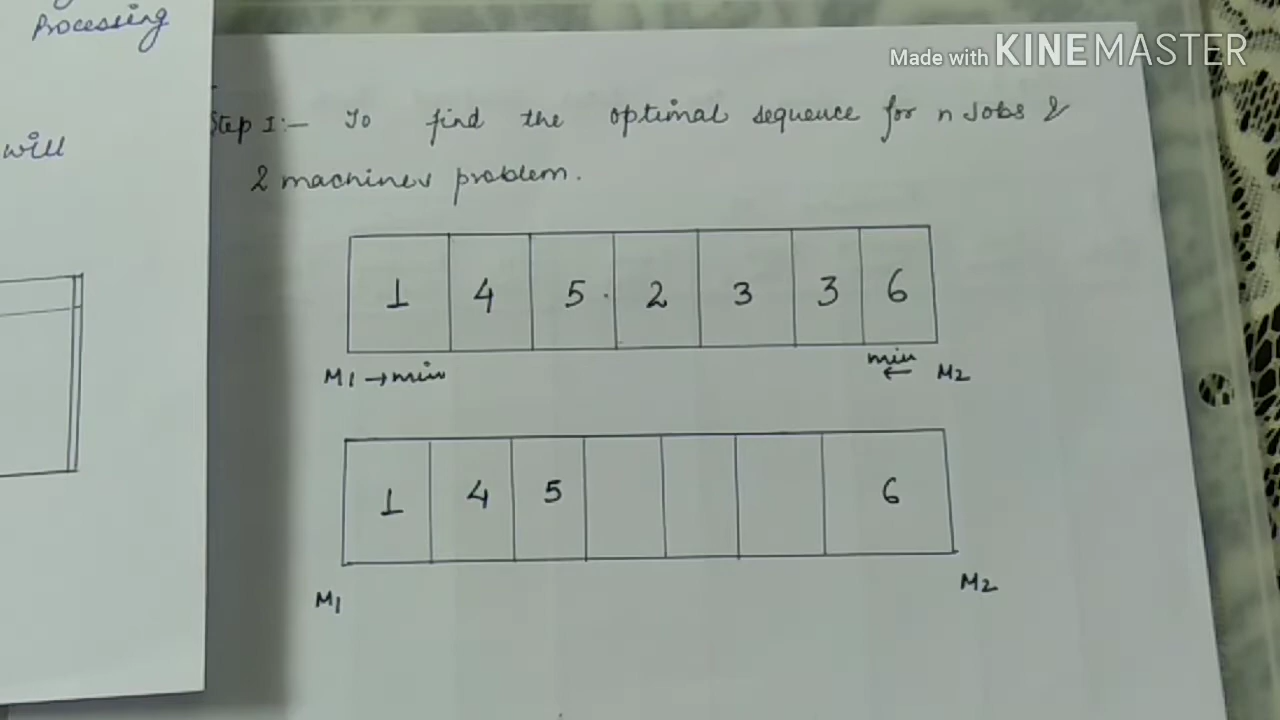 Processing
Made with KINEMASTER
Step I:- To find the optimal sequence for n Jobs &
will
2 machines problem.
1 4 5 2 3 3 6
M1 → min
min ← M2
1 4 5 6
M1
M2